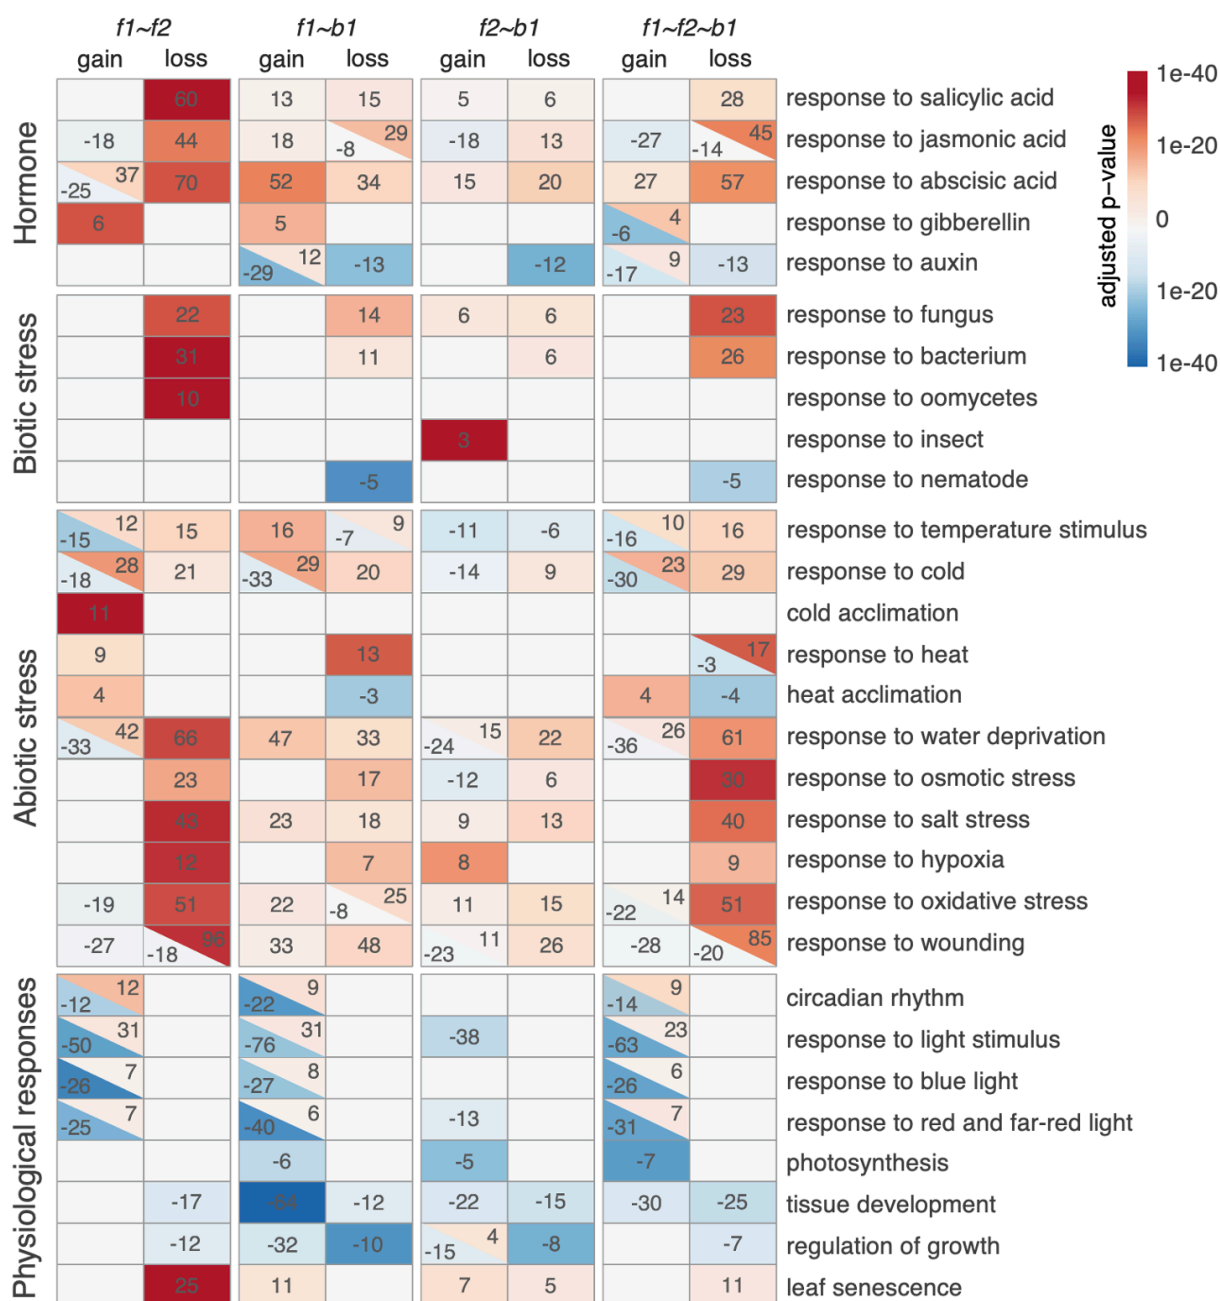 f1~f2 f1~b1 f2~b1 f1~f2~b1
gain loss gain loss gain loss gain loss
Hormone
60 13 15 5 6 28 response to salicylic acid
-18 44 18 -8 29 -18 13 -27 -14 45 response to jasmonic acid
-25 37 70 52 34 15 20 27 57 response to abscisic acid
6 5 -6 4 response to gibberellin
-29 12 -13 -12 -17 9 -13 response to auxin
Biotic stress
22 14 6 6 23 response to fungus
31 11 6 26 response to bacterium
10 response to oomycetes
3 response to insect
-5 -5 response to nematode
Abiotic stress
-15 12 15 16 -7 9 -11 -6 -16 10 16 response to temperature stimulus
-18 28 21 -33 29 20 -14 9 -30 23 29 response to cold
11 cold acclimation
9 13 -3 17 response to heat
4 -3 4 -4 heat acclimation
-33 42 66 47 33 -24 15 22 -36 26 61 response to water deprivation
23 17 -12 6 30 response to osmotic stress
43 23 18 9 13 40 response to salt stress
12 7 8 9 response to hypoxia
-19 51 22 -8 25 11 15 -22 14 51 response to oxidative stress
-27 -18 96 33 48 -23 11 26 -28 -20 85 response to wounding
Physiological responses
-12 12 -22 9 -14 9 circadian rhythm
-50 31 -76 31 -38 -63 23 response to light stimulus
-26 7 -27 8 -26 6 response to blue light
-25 7 -40 6 -13 -31 7 response to red and far-red light
-6 -5 -7 photosynthesis
-17 -64 -12 -22 -15 -30 -25 tissue development
-12 -32 -10 -15 4 -8 -7 regulation of growth
25 11 7 5 11 leaf senescence
adjusted p-value
1e-40
1e-20
0
1e-20
1e-40